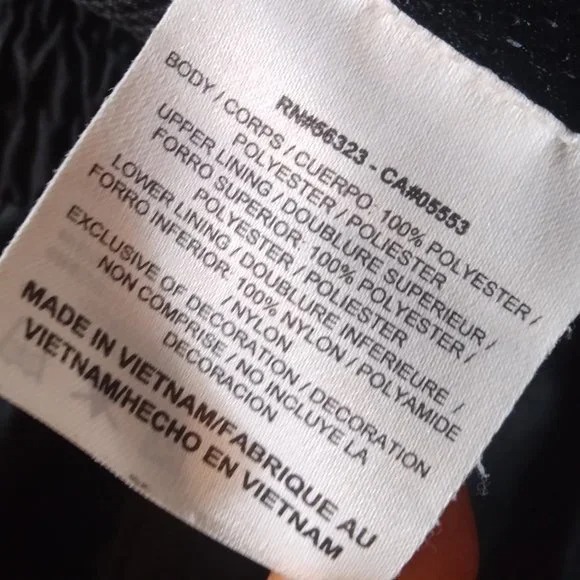 RN#56323 - CA#05553
BODY / CORPS / CUERPO: 100% POLYESTER /
POLYESTER / POLIESTER
UPPER LINING / DOUBLURE SUPERIEUR /
FORRO SUPERIOR: 100% POLYESTER /
POLYESTER / POLIESTER
LOWER LINING / DOUBLURE INFERIEURE /
FORRO INFERIOR: 100% NYLON / POLYAMIDE
/ NYLON
EXCLUSIVE OF DECORATION / DECORATION
NON COMPRISE / NO INCLUYE LA
DECORACION
MADE IN VIETNAM/FABRIQUE AU
VIETNAM/HECHO EN VIETNAM